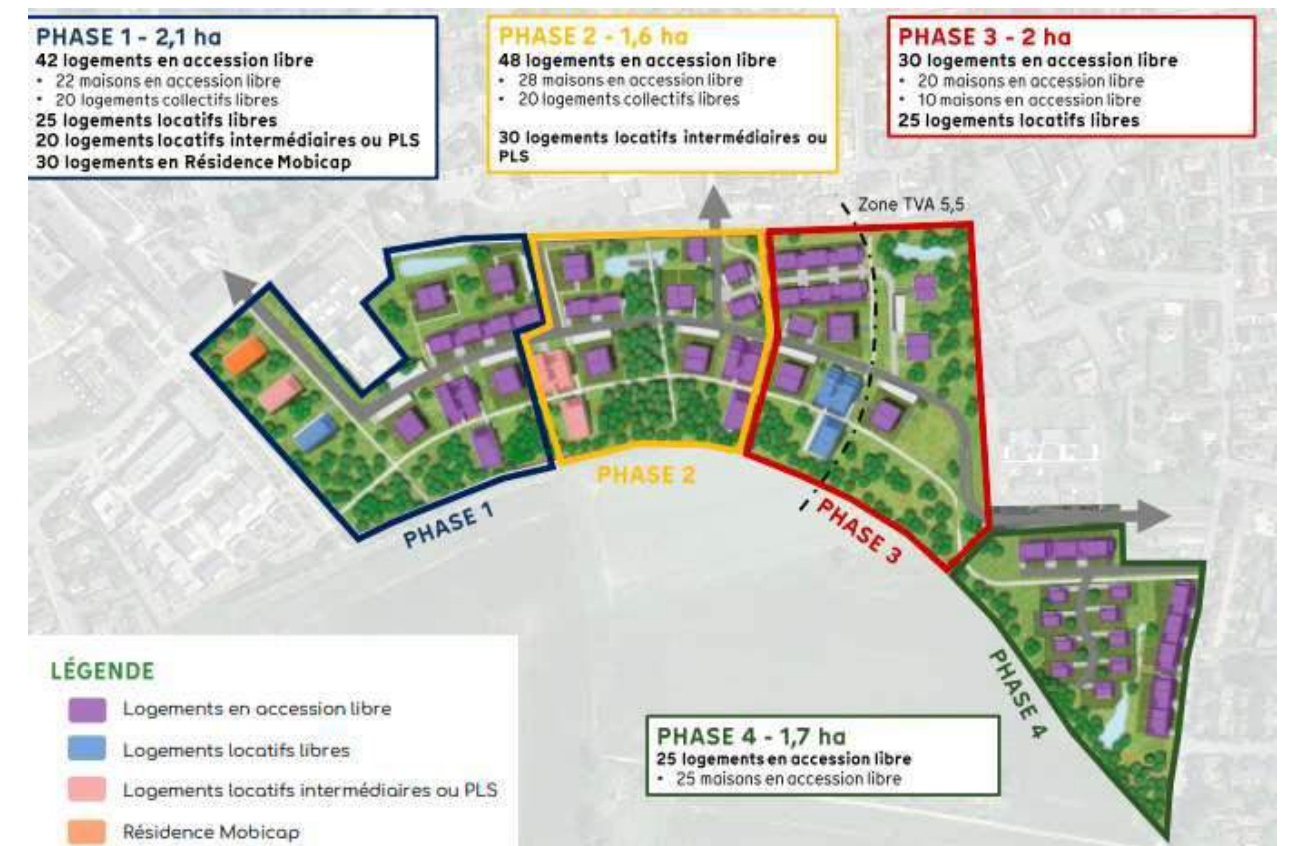 PHASE 1 - 2,1 ha
42 logements en accession libre
• 22 maisons en accession libre
• 20 logements collectifs libres
25 logements locatifs libres
20 logements locatifs intermédiaires ou PLS
30 logements en Résidence Mobicap
PHASE 2 - 1,6 ha
48 logements en accession libre
• 28 maisons en accession libre
• 20 logements collectifs libres
30 logements locatifs intermédiaires ou
PLS
PHASE 3 - 2 ha
30 logements en accession libre
• 20 maisons en accession libre
• 10 maisons en accession libre
25 logements locatifs libres
Zone TVA 5,5
PHASE 1
PHASE 2
PHASE 3
PHASE 4
PHASE 4 - 1,7 ha
25 logements en accession libre
• 25 maisons en accession libre
LÉGENDE
Logements en accession libre
Logements locatifs libres
Logements locatifs intermédiaires ou PLS
Résidence Mobicap